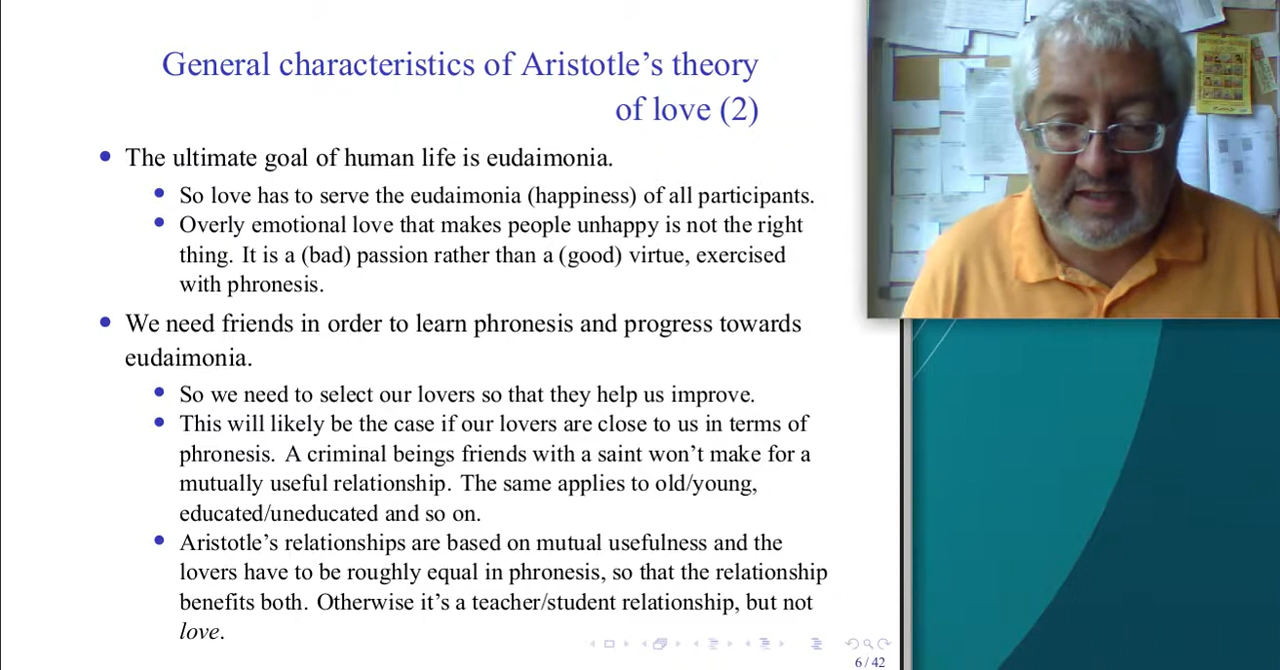 General characteristics of Aristotle’s theory
of love (2)
The ultimate goal of human life is eudaimonia.
So love has to serve the eudaimonia (happiness) of all participants.
Overly emotional love that makes people unhappy is not the right
thing. It is a (bad) passion rather than a (good) virtue, exercised
with phronesis.
We need friends in order to learn phronesis and progress towards
eudaimonia.
So we need to select our lovers so that they help us improve.
This will likely be the case if our lovers are close to us in terms of
phronesis. A criminal beings friends with a saint won’t make for a
mutually useful relationship. The same applies to old/young,
educated/uneducated and so on.
Aristotle’s relationships are based on mutual usefulness and the
lovers have to be roughly equal in phronesis, so that the relationship
benefits both. Otherwise it’s a teacher/student relationship, but not
love.
6 / 42